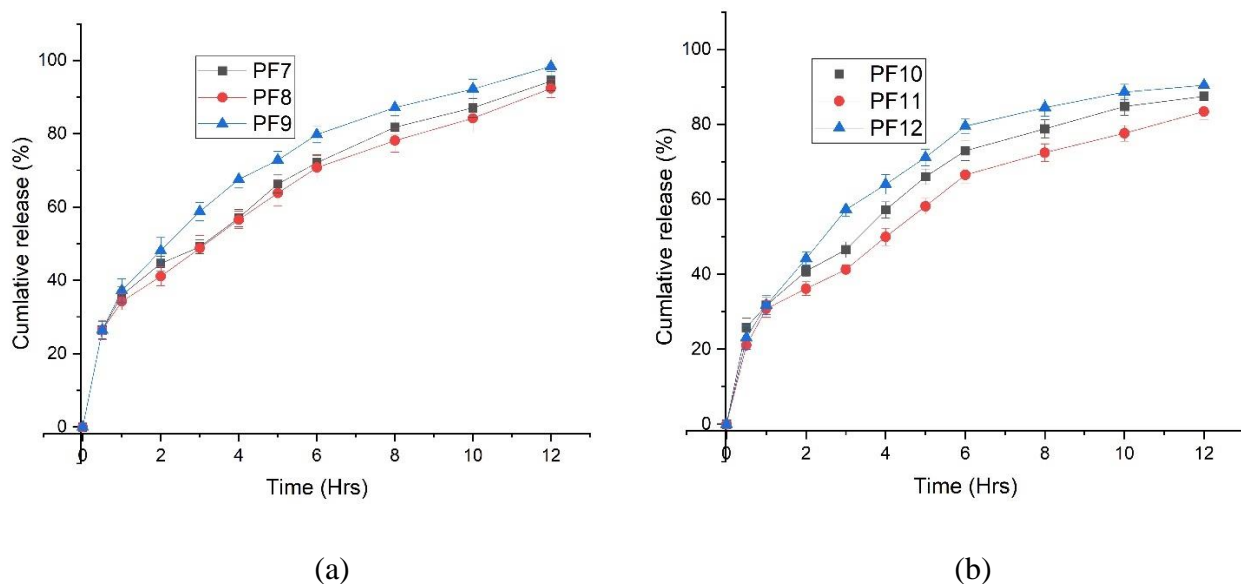 PF7
PF8
PF9
100
80
60
40
20
0
Cumlative release (%)
0 2 4 6 8 10 12
Time (Hrs)
(a)
PF10
PF11
PF12
100
80
60
40
20
0
Cumlative release (%)
0 2 4 6 8 10 12
Time (Hrs)
(b)